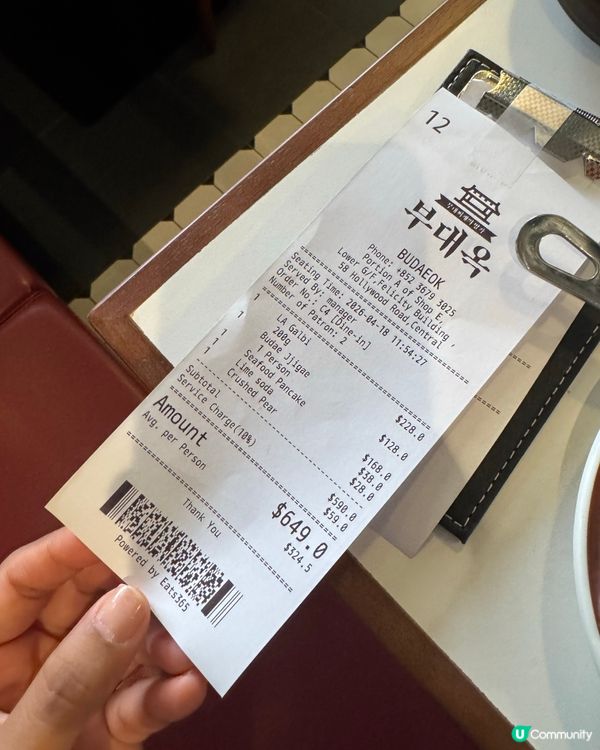 12
부대옥
BUDAEOK
Phone: +852 3679 3025
Portion A of Shop E,
Lower G/F,Felicity Building ,
58 Hollywood Road,Central
Seating Time: 2026-04-18 11:54:27
Served By: manager
Order No.: C4 [Dine-in]
Number of Patron: 2
1 LA Galbi $228.0
200g
1 Budae Jjigae $128.0
1 Person
1 Seafood Pancake $168.0
1 Lime soda $38.0
1 Crushed Pear $28.0
Subtotal $590.0
Service Charge(10%) $59.0
Amount $649.0
Avg. per Person $324.5
Thank You
Powered by Eats365
U Community